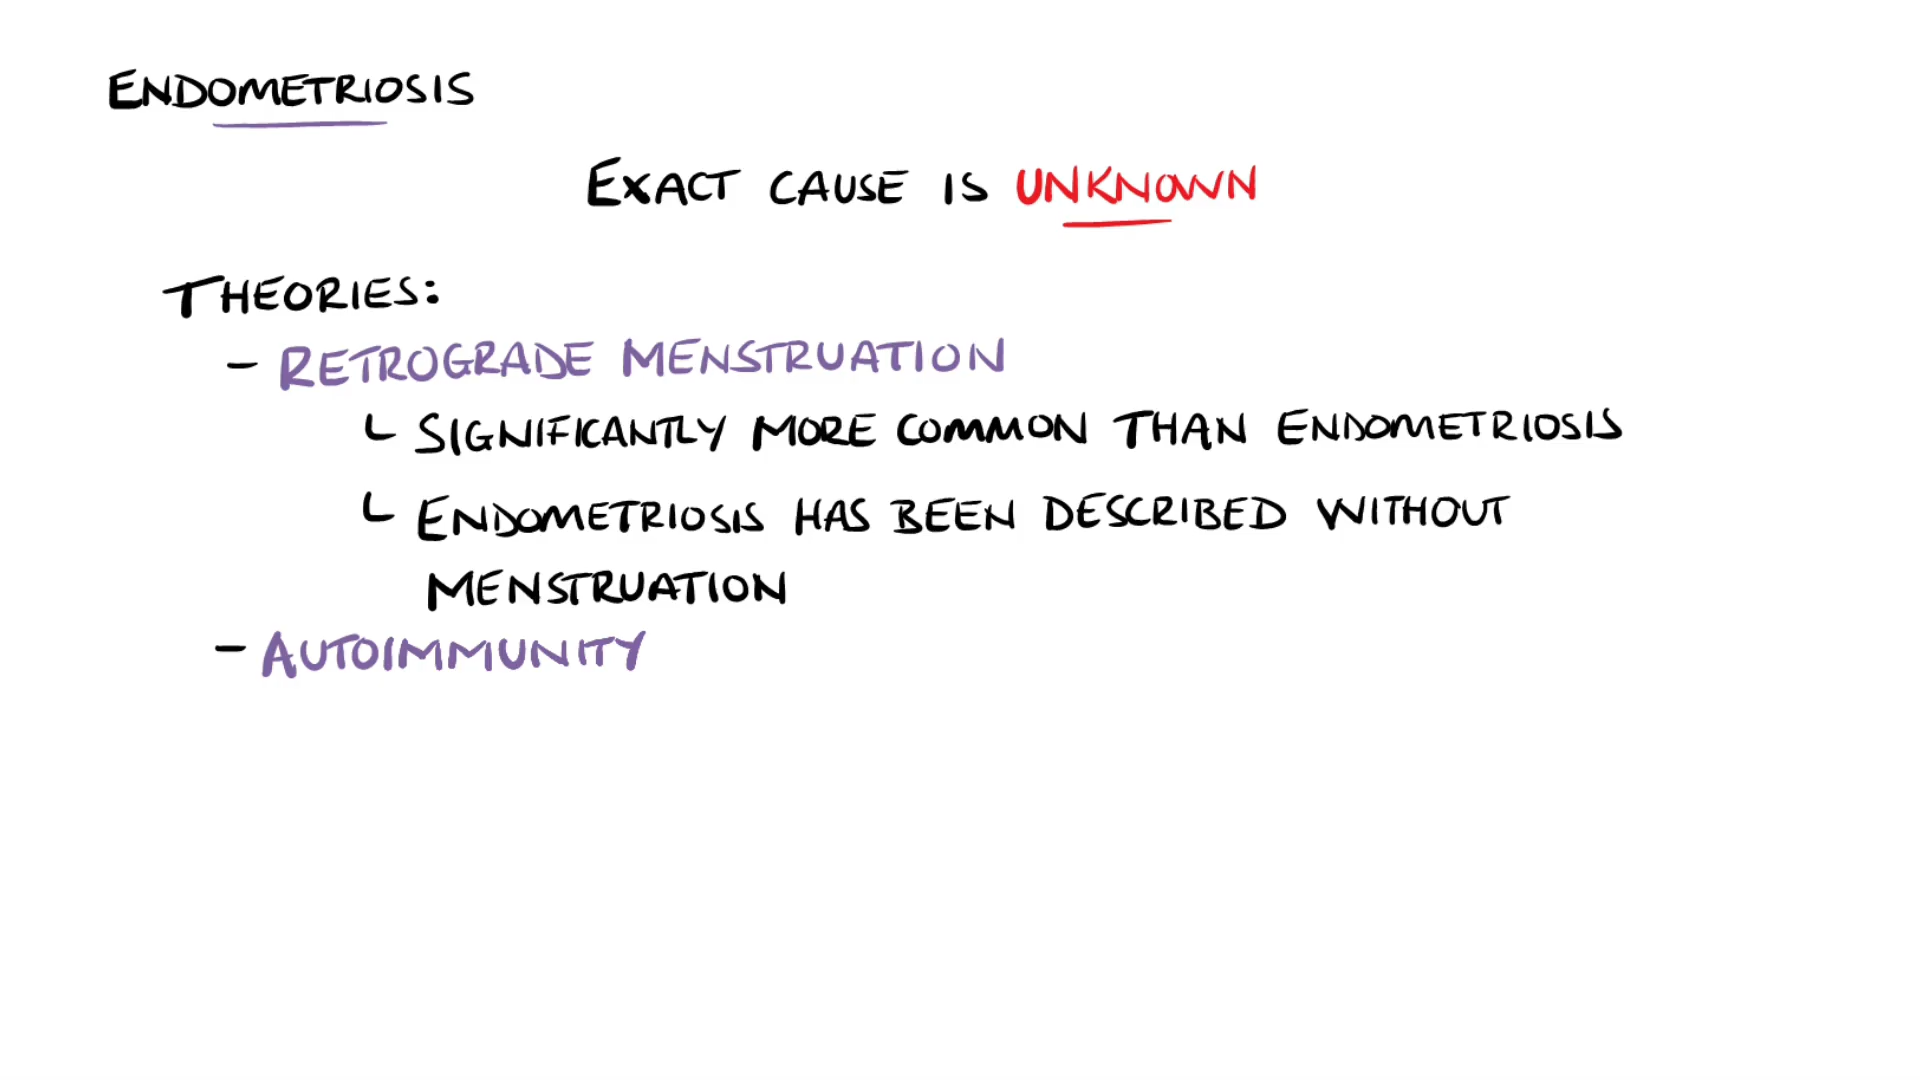 ENDOMETRIOSIS
EXACT CAUSE IS UNKNOWN
THEORIES:
- RETROGRADE MENSTRUATION
└ SIGNIFICANTLY MORE COMMON THAN ENDOMETRIOSIS
└ ENDOMETRIOSIS HAS BEEN DESCRIBED WITHOUT
MENSTRUATION
- AUTOIMMUNITY